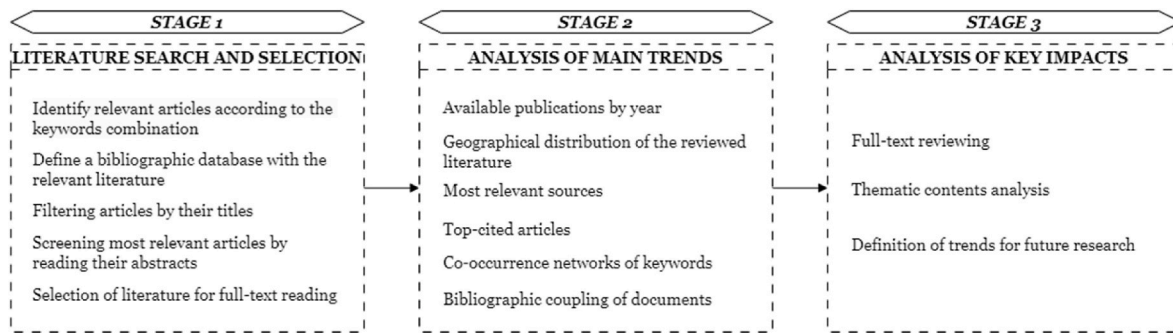 STAGE 1
LITERATURE SEARCH AND SELECTION
Identify relevant articles according to the
keywords combination
Define a bibliographic database with the
relevant literature
Filtering articles by their titles
Screening most relevant articles by
reading their abstracts
Selection of literature for full-text reading
STAGE 2
ANALYSIS OF MAIN TRENDS
Available publications by year
Geographical distribution of the reviewed
literature
Most relevant sources
Top-cited articles
Co-occurrence networks of keywords
Bibliographic coupling of documents
STAGE 3
ANALYSIS OF KEY IMPACTS
Full-text reviewing
Thematic contents analysis
Definition of trends for future research